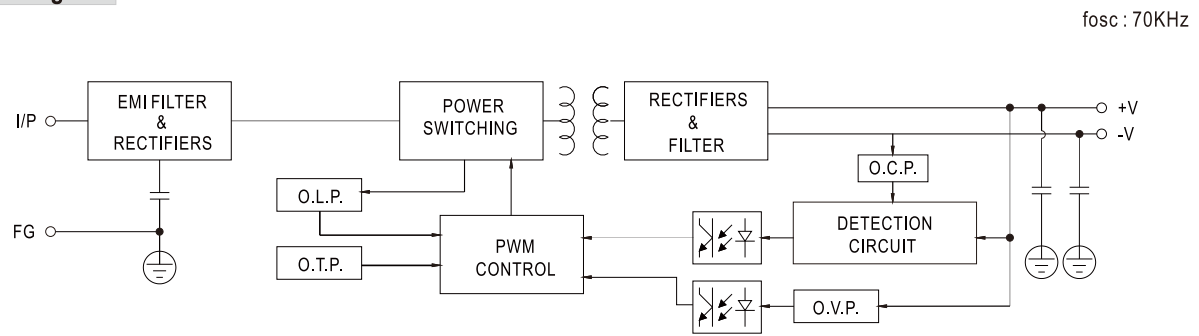 fosc : 70KHz
I/P
EMI FILTER
&
RECTIFIERS
POWER
SWITCHING
RECTIFIERS
&
FILTER
+V
-V
O.C.P.
O.L.P.
DETECTION
CIRCUIT
FG
PWM
CONTROL
O.T.P.
O.V.P.